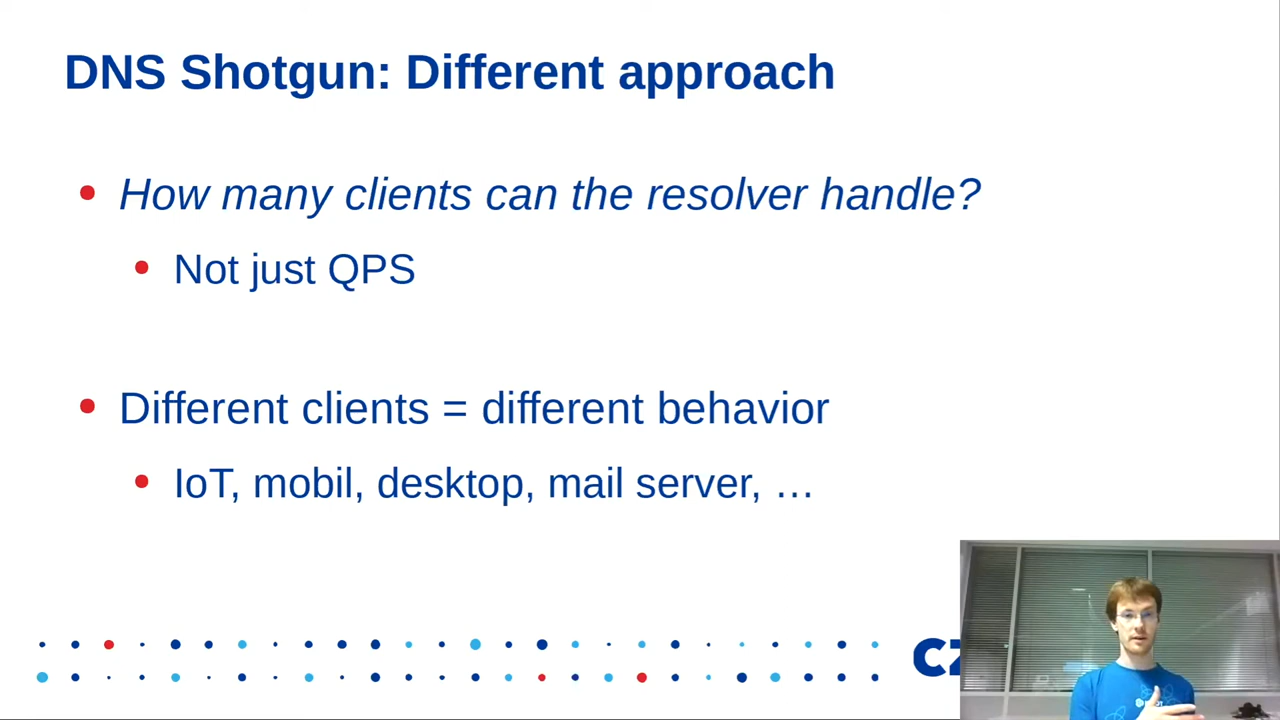 DNS Shotgun: Different approach
How many clients can the resolver handle?
Not just QPS
Different clients = different behavior
IoT, mobil, desktop, mail server, …
CZ